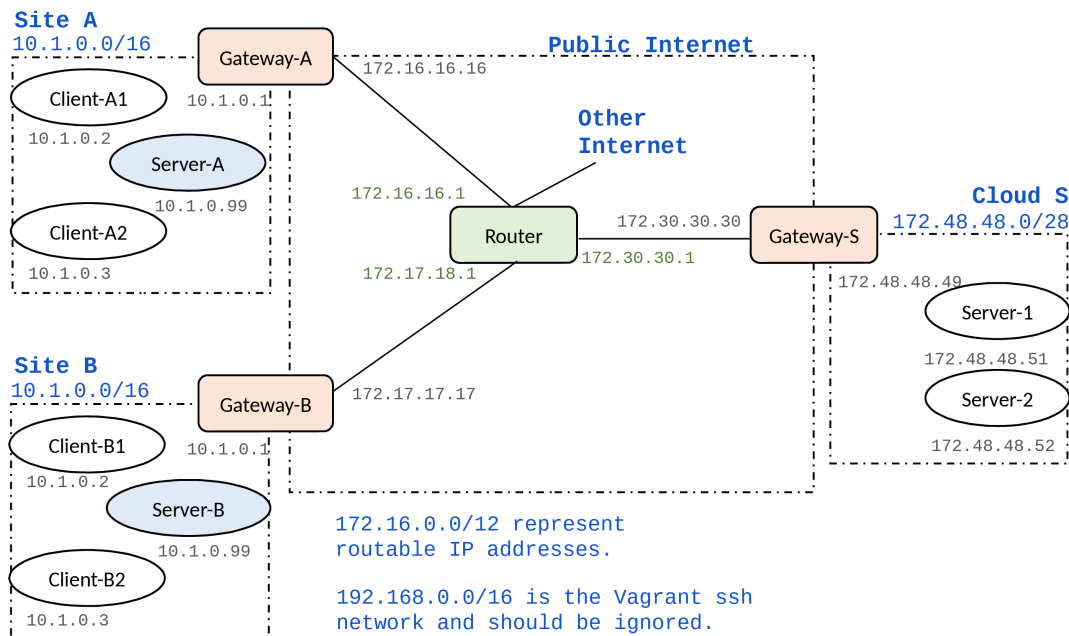 Site A
10.1.0.0/16
Gateway-A
Public Internet
172.16.16.16
Client-A1
10.1.0.1
Other
Internet
10.1.0.2
Server-A
172.16.16.1
10.1.0.99
Cloud S
172.48.48.0/28
Client-A2
Router
172.30.30.30
Gateway-S
10.1.0.3
172.17.18.1
172.30.30.1
172.48.48.49
Server-1
172.48.48.51
Site B
10.1.0.0/16
Gateway-B
172.17.17.17
Server-2
Client-B1
10.1.0.1
172.48.48.52
10.1.0.2
Server-B
10.1.0.99
172.16.0.0/12 represent
routable IP addresses.
Client-B2
10.1.0.3
192.168.0.0/16 is the Vagrant ssh
network and should be ignored.